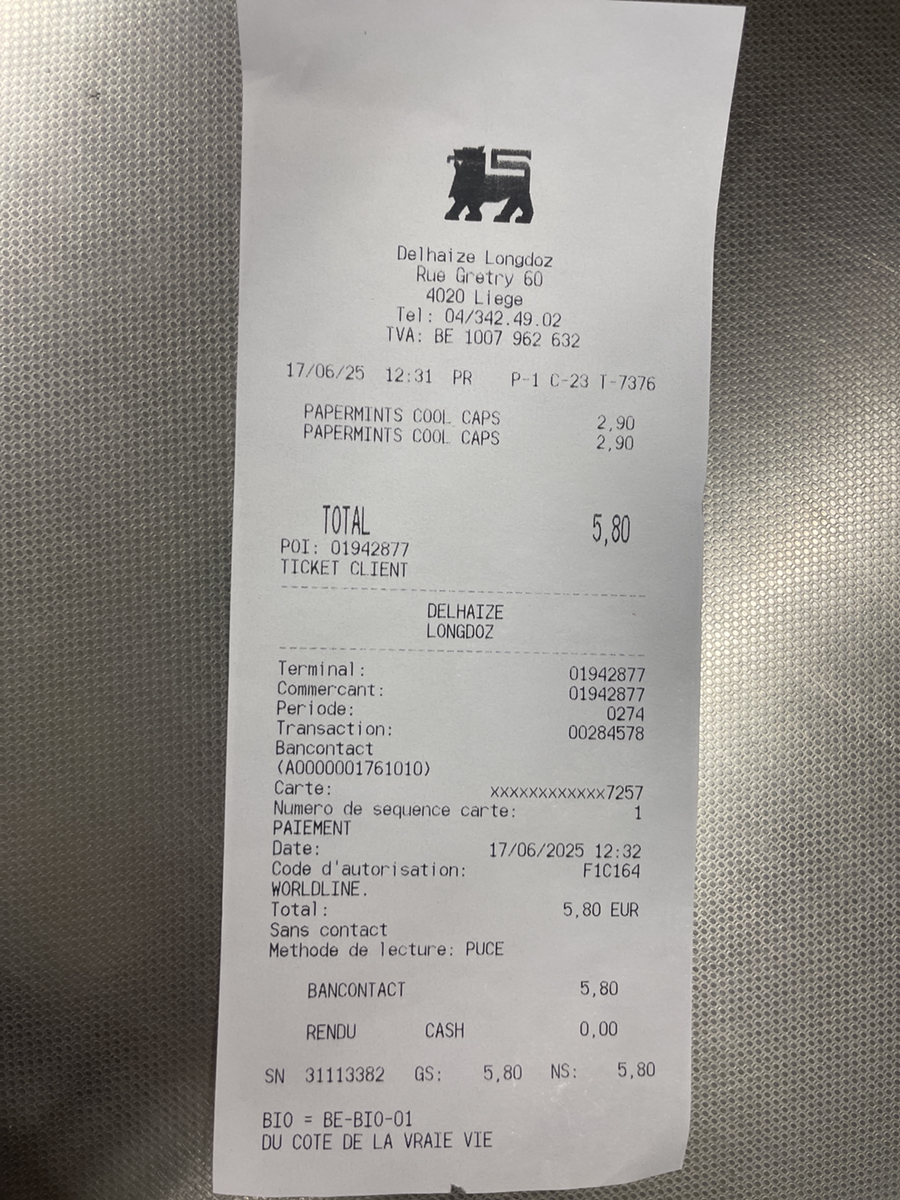 Delhaize Longdoz
Rue Gretry 60
4020 Liege
Tel: 04/342.49.02
TVA: BE 1007 962 632
17/06/25 12:31 PR P-1 C-23 T-7376
PAPERMINTS COOL CAPS 2,90
PAPERMINTS COOL CAPS 2,90
TOTAL 5,80
POI: 01942877
TICKET CLIENT
DELHAIZE
LONGDOZ
Terminal: 01942877
Commercant: 01942877
Periode: 0274
Transaction: 00284578
Bancontact
(A0000001761010)
Carte: xxxxxxxxxxxx7257
Numero de sequence carte: 1
PAIEMENT
Date: 17/06/2025 12:32
Code d'autorisation: F1C164
WORLDLINE.
Total: 5,80 EUR
Sans contact
Methode de lecture: PUCE
BANCONTACT 5,80
RENDU CASH 0,00
SN 31113382 GS: 5,80 NS: 5,80
BIO = BE-BIO-01
DU COTE DE LA VRAIE VIE